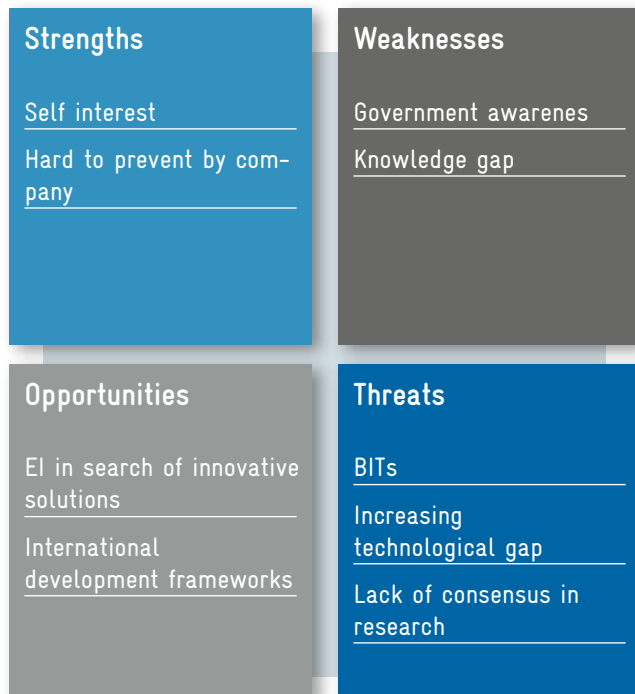 Strengths
Self interest
Hard to prevent by com-
pany
Weaknesses
Government awarenes
Knowledge gap
Opportunities
EI in search of innovative
solutions
International
development frameworks
Threats
BITs
Increasing
technological gap
Lack of consensus in
research